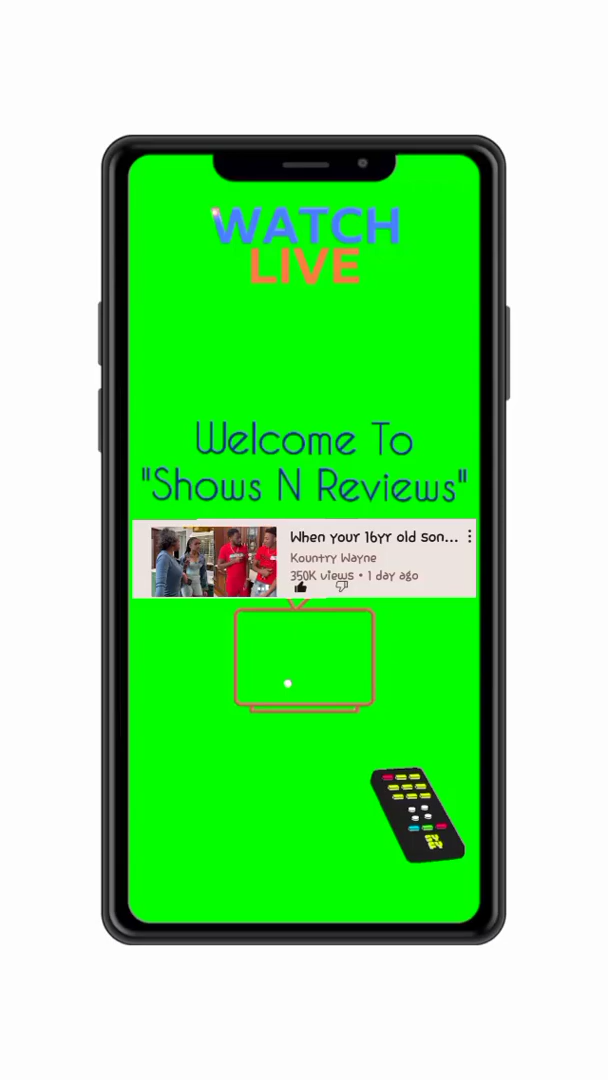 WATCH
LIVE
Welcome To
"Shows N Reviews"
When your 16yr old son...
Kountry Wayne
350K views • 1 day ago